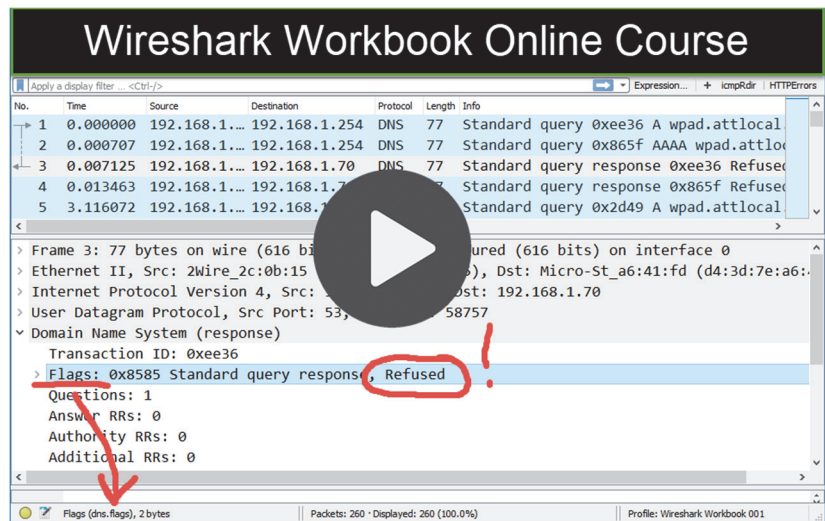 Wireshark Workbook Online Course
Apply a display filter ... <Ctrl-/>
Expression...
+
icmpRdir
HTTPErrors
No. Time Source Destination Protocol Length Info
1 0.000000 192.168.1.… 192.168.1.254 DNS 77 Standard query 0xee36 A wpad.attlocal.
2 0.000707 192.168.1.… 192.168.1.254 DNS 77 Standard query 0x865f AAAA wpad.attloc
3 0.007125 192.168.1.… 192.168.1.70 DNS 77 Standard query response 0xee36 Refused
4 0.013463 192.168.1.… 192.168.1.7 Standard query response 0x865f Refused
5 3.116072 192.168.1.… 192.168. Standard query 0x2d49 A wpad.attlocal.
Frame 3: 77 bytes on wire (616 bi ured (616 bits) on interface 0
Ethernet II, Src: 2Wire_2c:0b:15 ), Dst: Micro-St_a6:41:fd (d4:3d:7e:a6:
Internet Protocol Version 4, Src: Dst: 192.168.1.70
User Datagram Protocol, Src Port: 53, 58757
Domain Name System (response)
Transaction ID: 0xee36
Flags: 0x8585 Standard query response, Refused !
Questions: 1
Answer RRs: 0
Authority RRs: 0
Additional RRs: 0
Flags (dns.flags), 2 bytes
Packets: 260 · Displayed: 260 (100.0%)
Profile: Wireshark Workbook 001